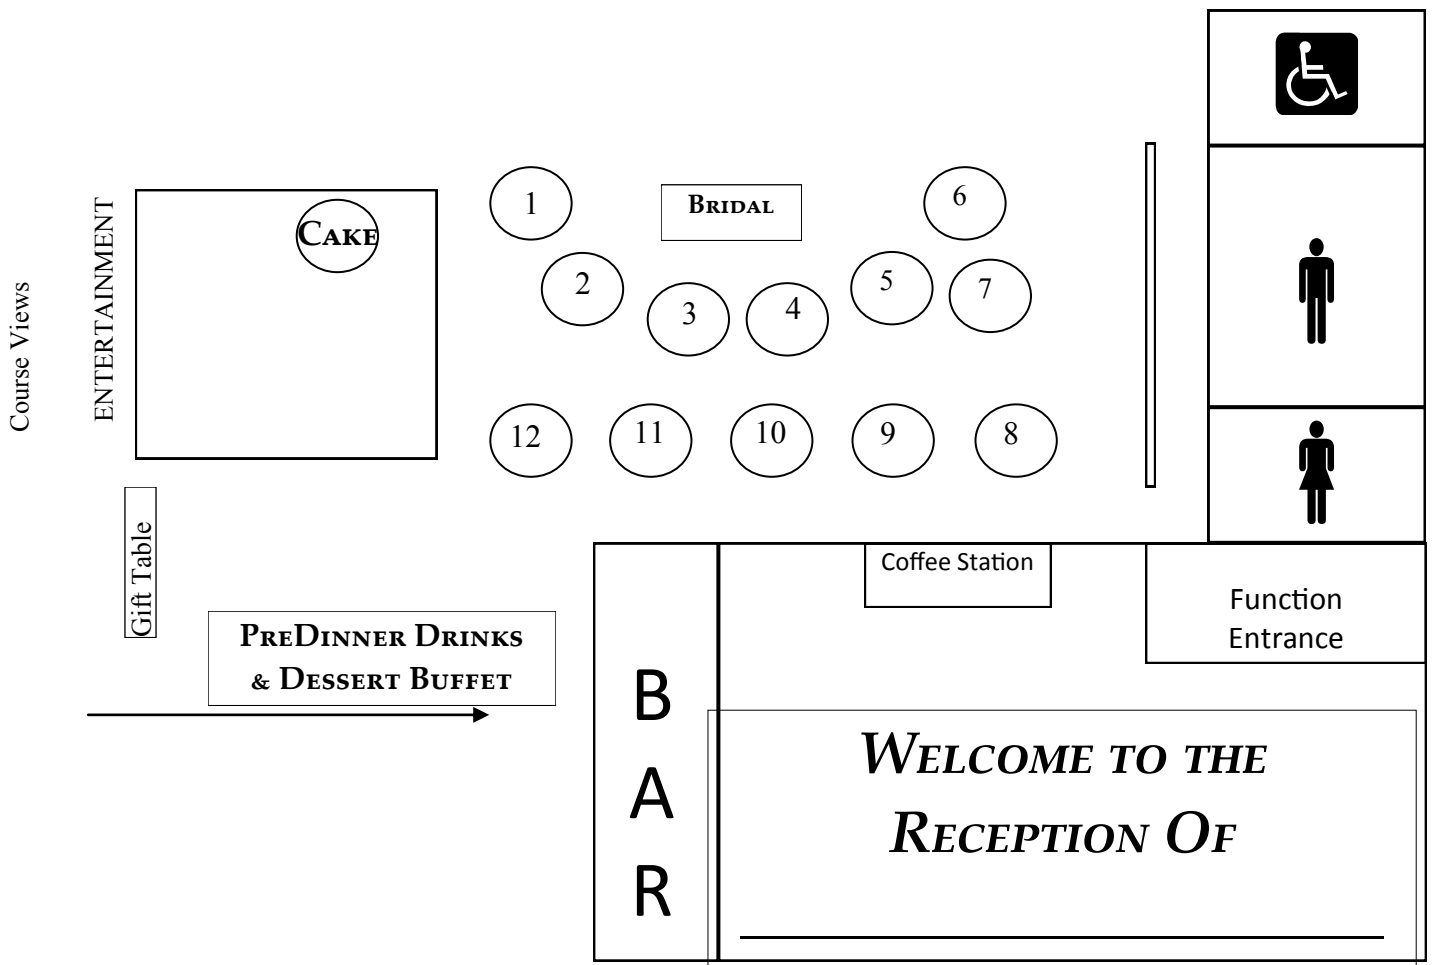 Course Views
ENTERTAINMENT
CAKE
1
BRIDAL
6
2
3
4
5
7
12
11
10
9
8
Gift Table
PREDINNER DRINKS
& DESSERT BUFFET
BAR
Coffee Station
Function
Entrance
WELCOME TO THE
RECEPTION OF